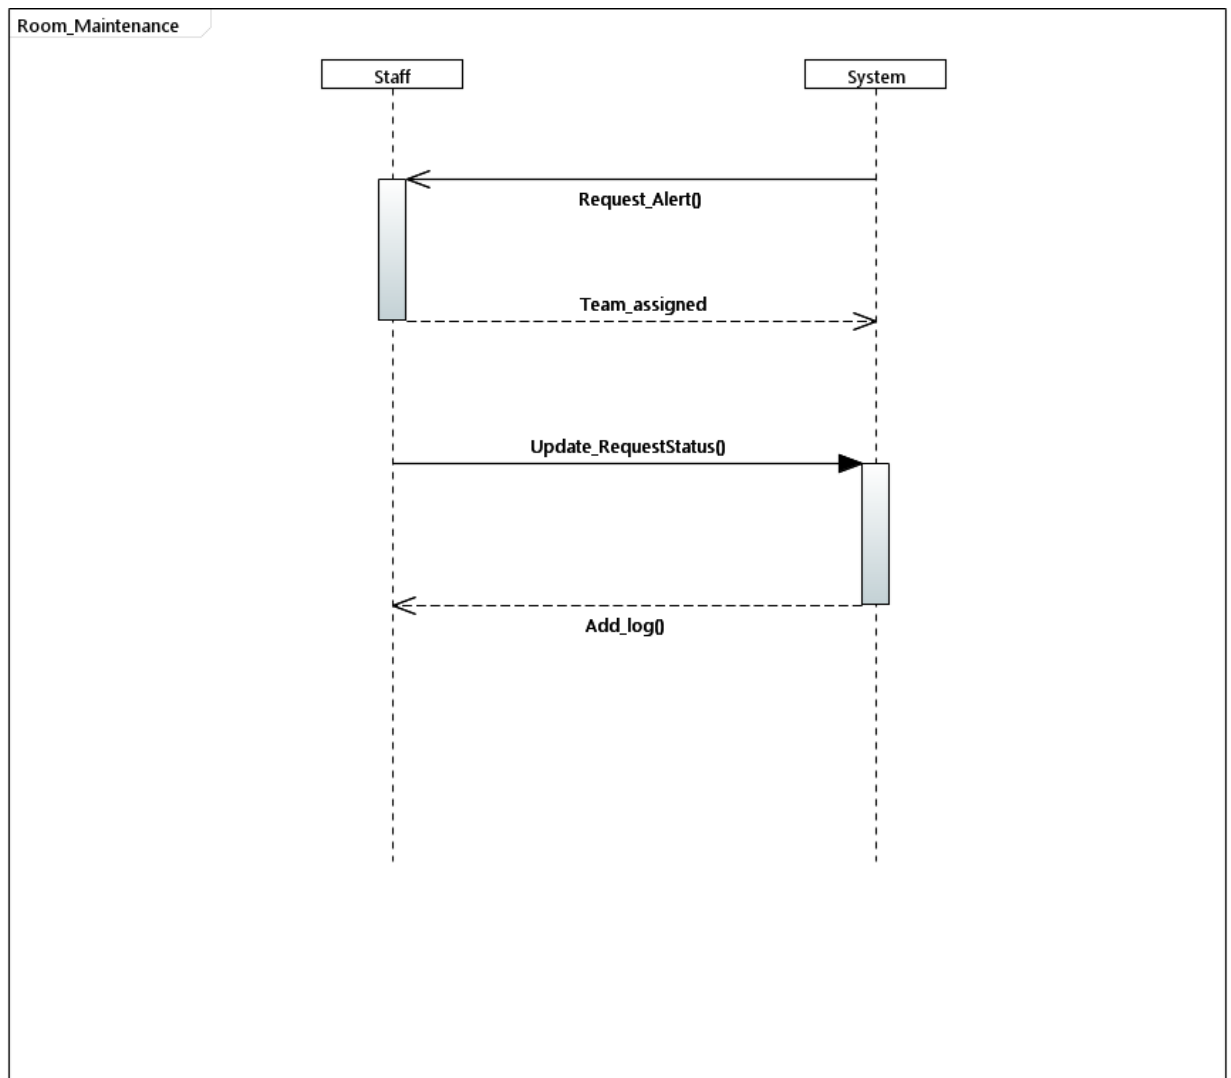 Room_Maintenance
Staff
System
Request_Alert()
Team_assigned
Update_RequestStatus()
Add_log()